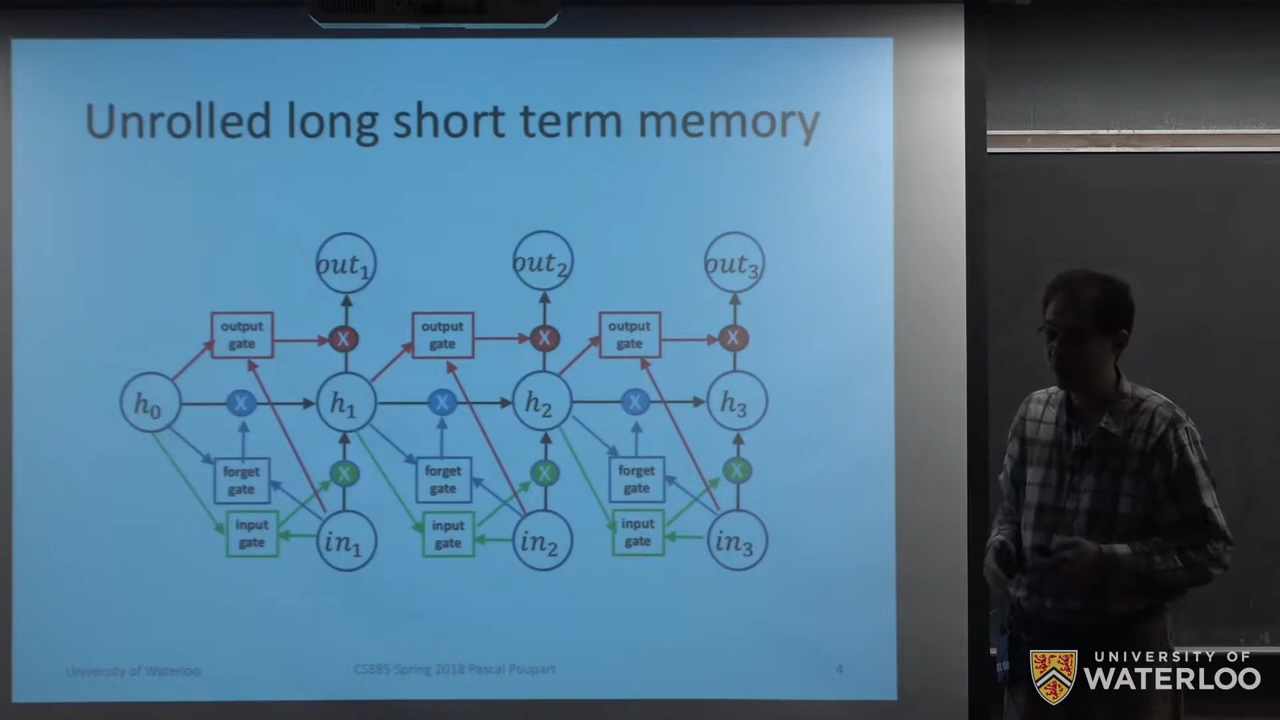 Unrolled long short term memory
out₁ out₂ out₃
output gate output gate output gate
X X X
h₀ X h₁ X h₂ X h₃
forget gate forget gate forget gate
X X X
input gate input gate input gate
in₁ in₂ in₃
University of Waterloo CS885 Spring 2018 Pascal Poupart 4
UNIVERSITY OF
WATERLOO